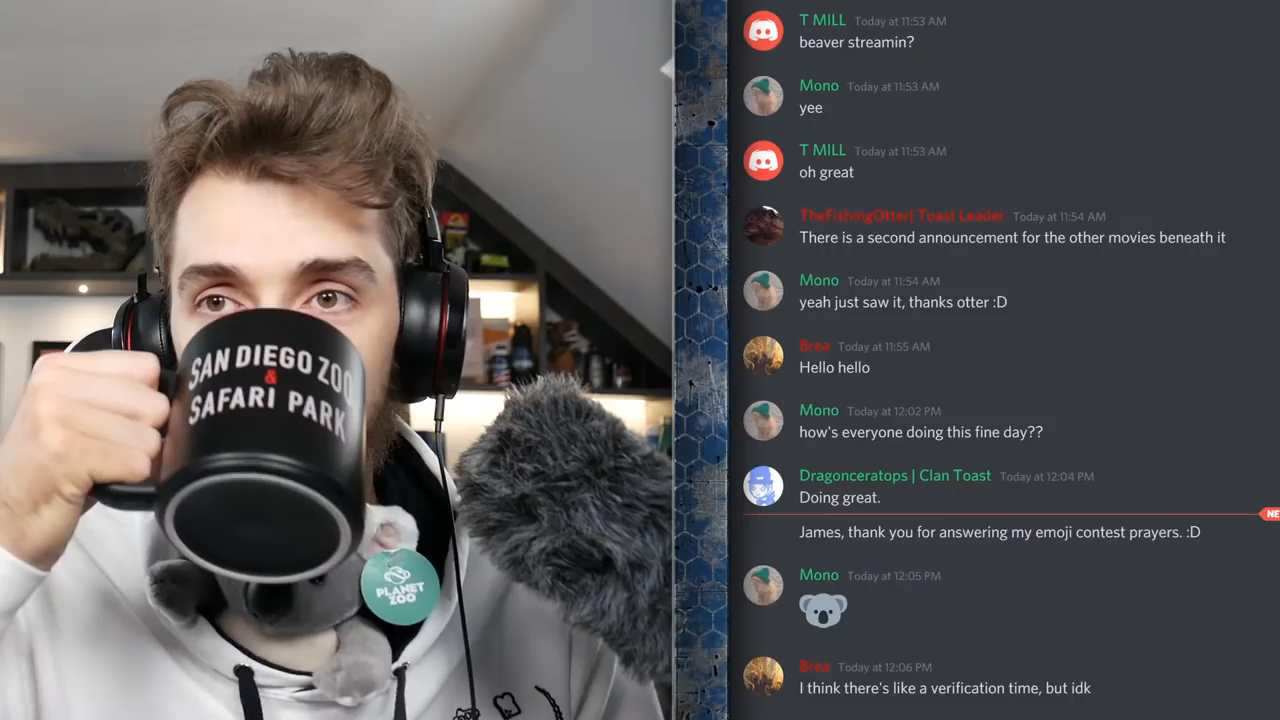 SAN DIEGO ZOO
&
SAFARI PARK
PLANET
ZOO
T MILL Today at 11:53 AM
beaver streamin?
Mono Today at 11:53 AM
yee
T MILL Today at 11:53 AM
oh great
TheFishingOtter| Toast Leader Today at 11:54 AM
There is a second announcement for the other movies beneath it
Mono Today at 11:54 AM
yeah just saw it, thanks otter :D
Brea Today at 11:55 AM
Hello hello
Mono Today at 12:02 PM
how's everyone doing this fine day??
Dragonceratops | Clan Toast Today at 12:04 PM
Doing great.
NE
James, thank you for answering my emoji contest prayers. :D
Mono Today at 12:05 PM
Brea Today at 12:06 PM
I think there's like a verification time, but idk